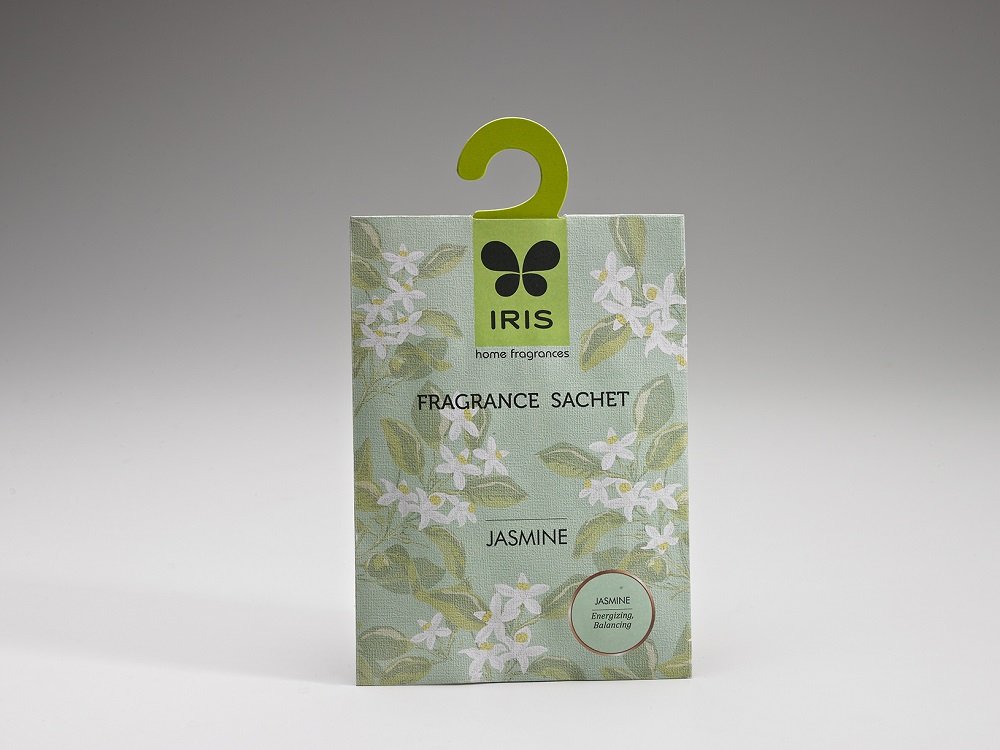 IRIS
home fragrances
FRAGRANCE SACHET
JASMINE
JASMINE
Energizing,
Balancing